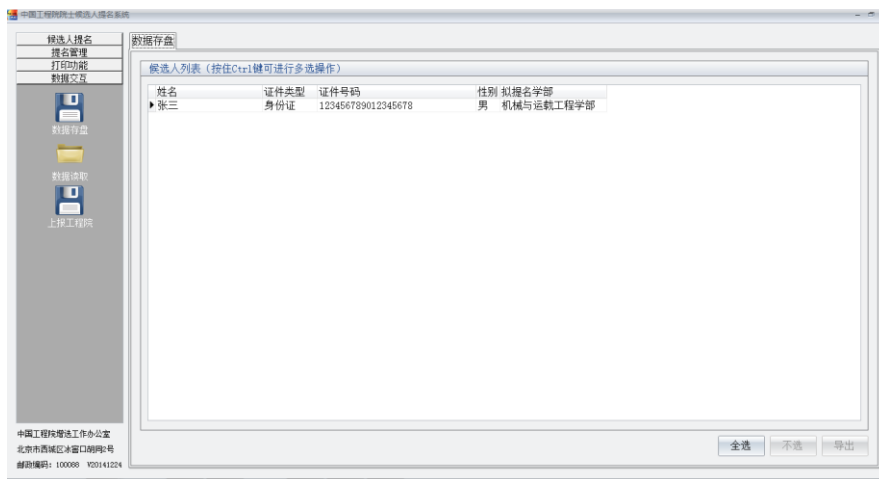 中国工程院院士候选人提名系统
候选人提名
提名管理
打印功能
数据交互
数据存盘
数据读取
上报工程院
数据存盘
候选人列表（按住Ctrl键可进行多选操作）
姓名 证件类型 证件号码 性别 拟提名学部
张三 身份证 123456789012345678 男 机械与运载工程学部
全选 不选 导出
中国工程院增选工作办公室
北京市西城区冰窖口胡同2号
邮政编码：100088 V20141224